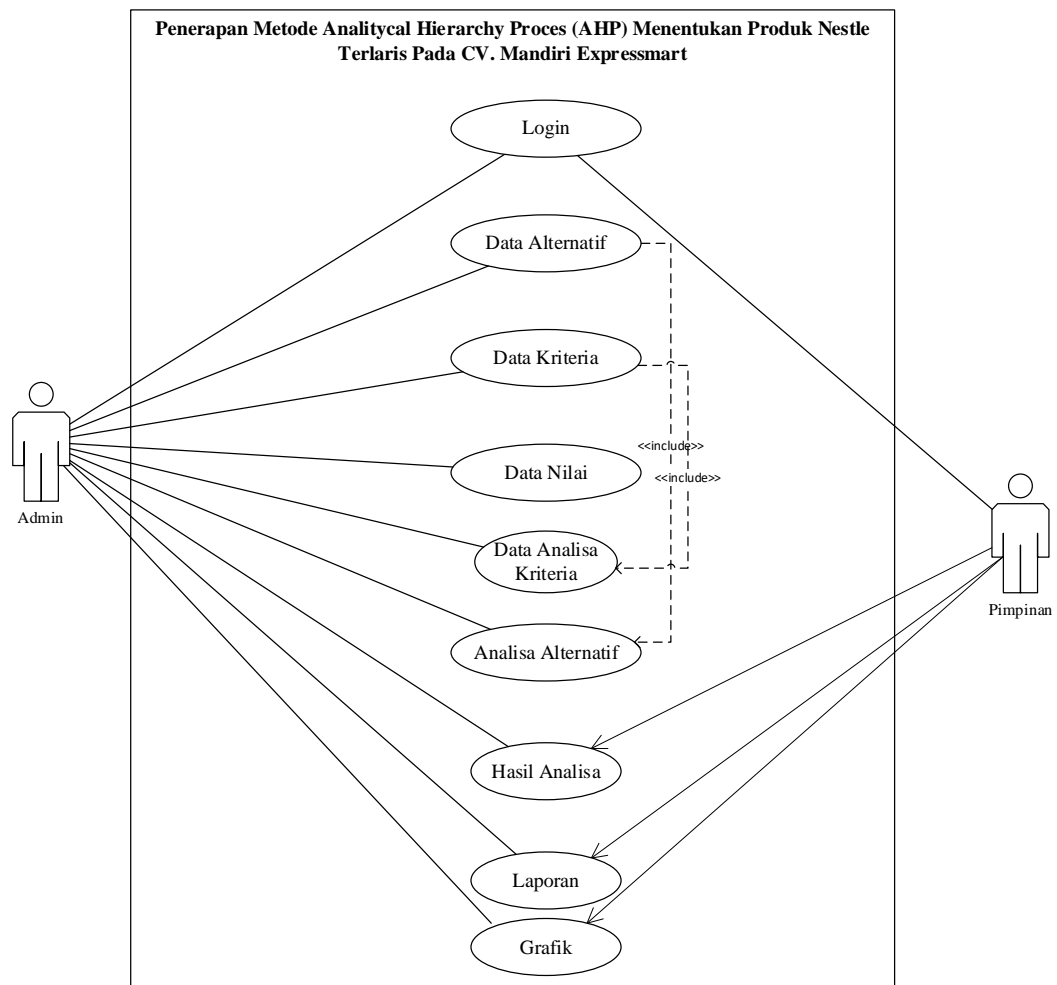 Penerapan Metode Analitycal Hierarchy Proces (AHP) Menentukan Produk Nestle
Terlaris Pada CV. Mandiri Expressmart
Login
Data Alternatif
Data Kriteria
<<include>>
Data Nilai
<<include>>
Admin
Data Analisa
Kriteria
Pimpinan
Analisa Alternatif
Hasil Analisa
Laporan
Grafik